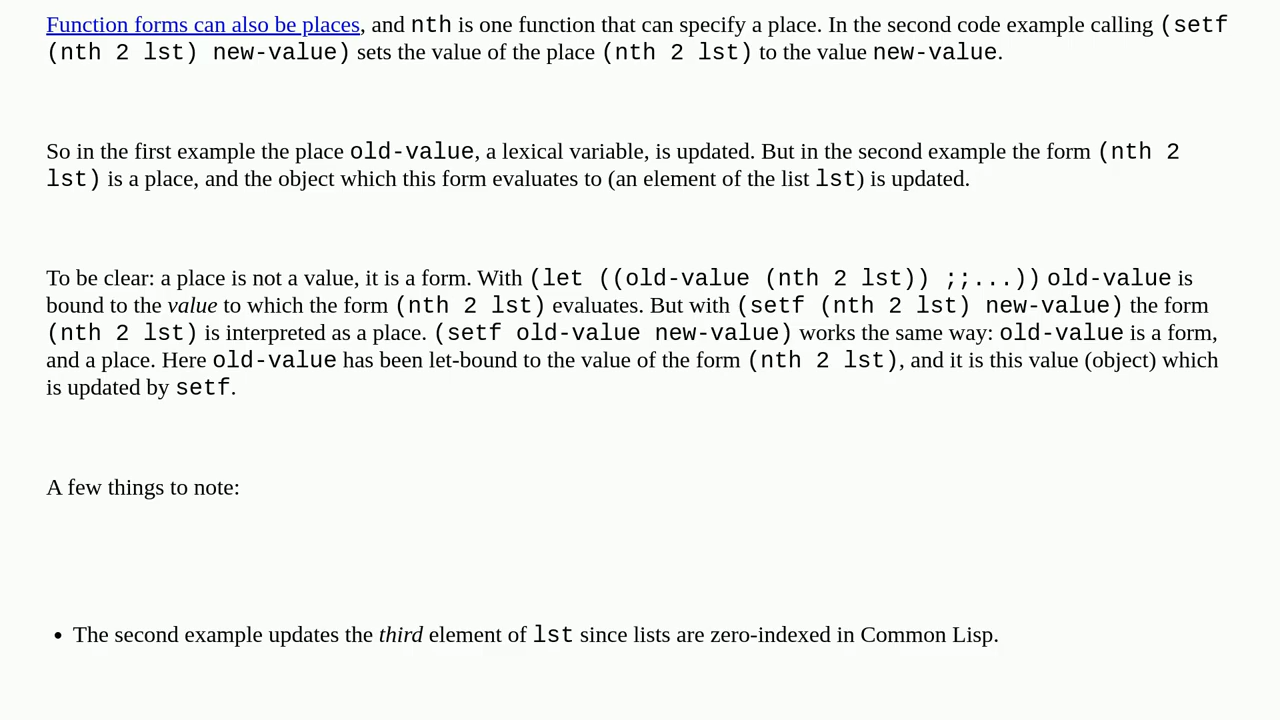 Function forms can also be places, and nth is one function that can specify a place. In the second code example calling (setf
(nth 2 lst) new-value) sets the value of the place (nth 2 lst) to the value new-value.
So in the first example the place old-value, a lexical variable, is updated. But in the second example the form (nth 2
lst) is a place, and the object which this form evaluates to (an element of the list lst) is updated.
To be clear: a place is not a value, it is a form. With (let ((old-value (nth 2 lst)) ;;...)) old-value is
bound to the value to which the form (nth 2 lst) evaluates. But with (setf (nth 2 lst) new-value) the form
(nth 2 lst) is interpreted as a place. (setf old-value new-value) works the same way: old-value is a form,
and a place. Here old-value has been let-bound to the value of the form (nth 2 lst), and it is this value (object) which
is updated by setf.
A few things to note:
• The second example updates the third element of lst since lists are zero-indexed in Common Lisp.